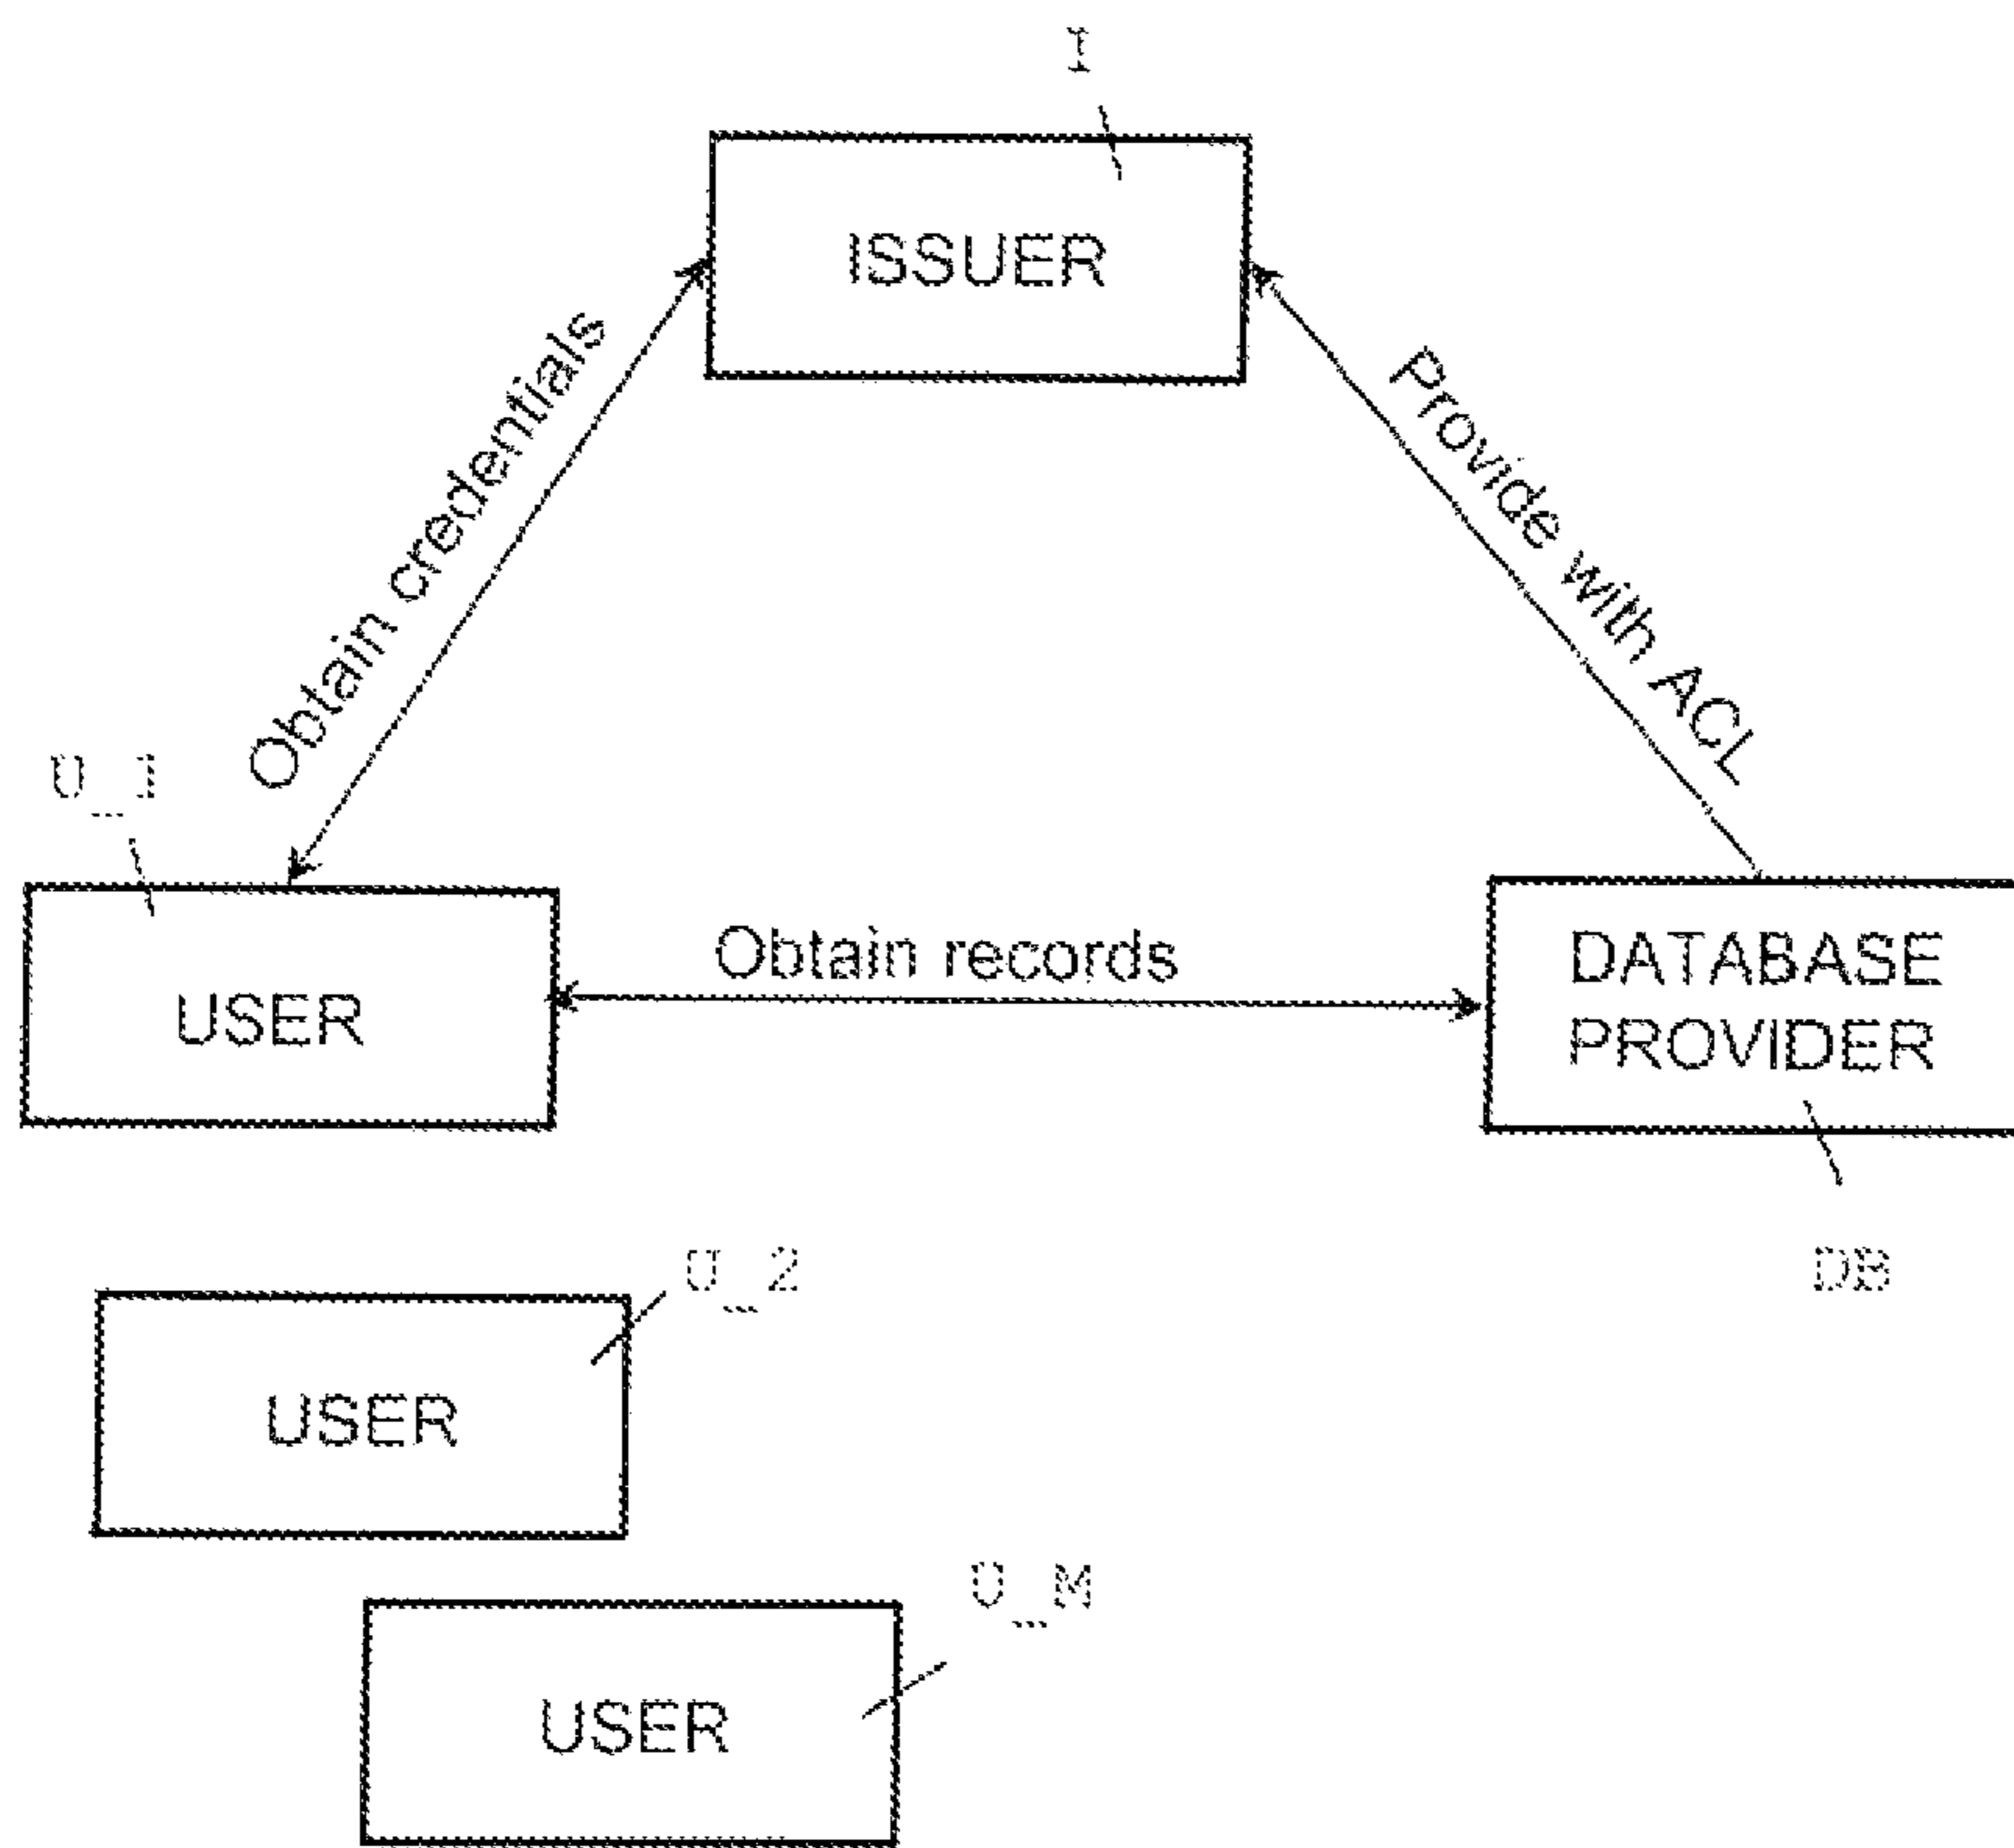 I
ISSUER
Obtain credentials
Provide with ACL
U_1
USER
Obtain records
DATABASE
PROVIDER
DB
U_2
USER
U_M
USER